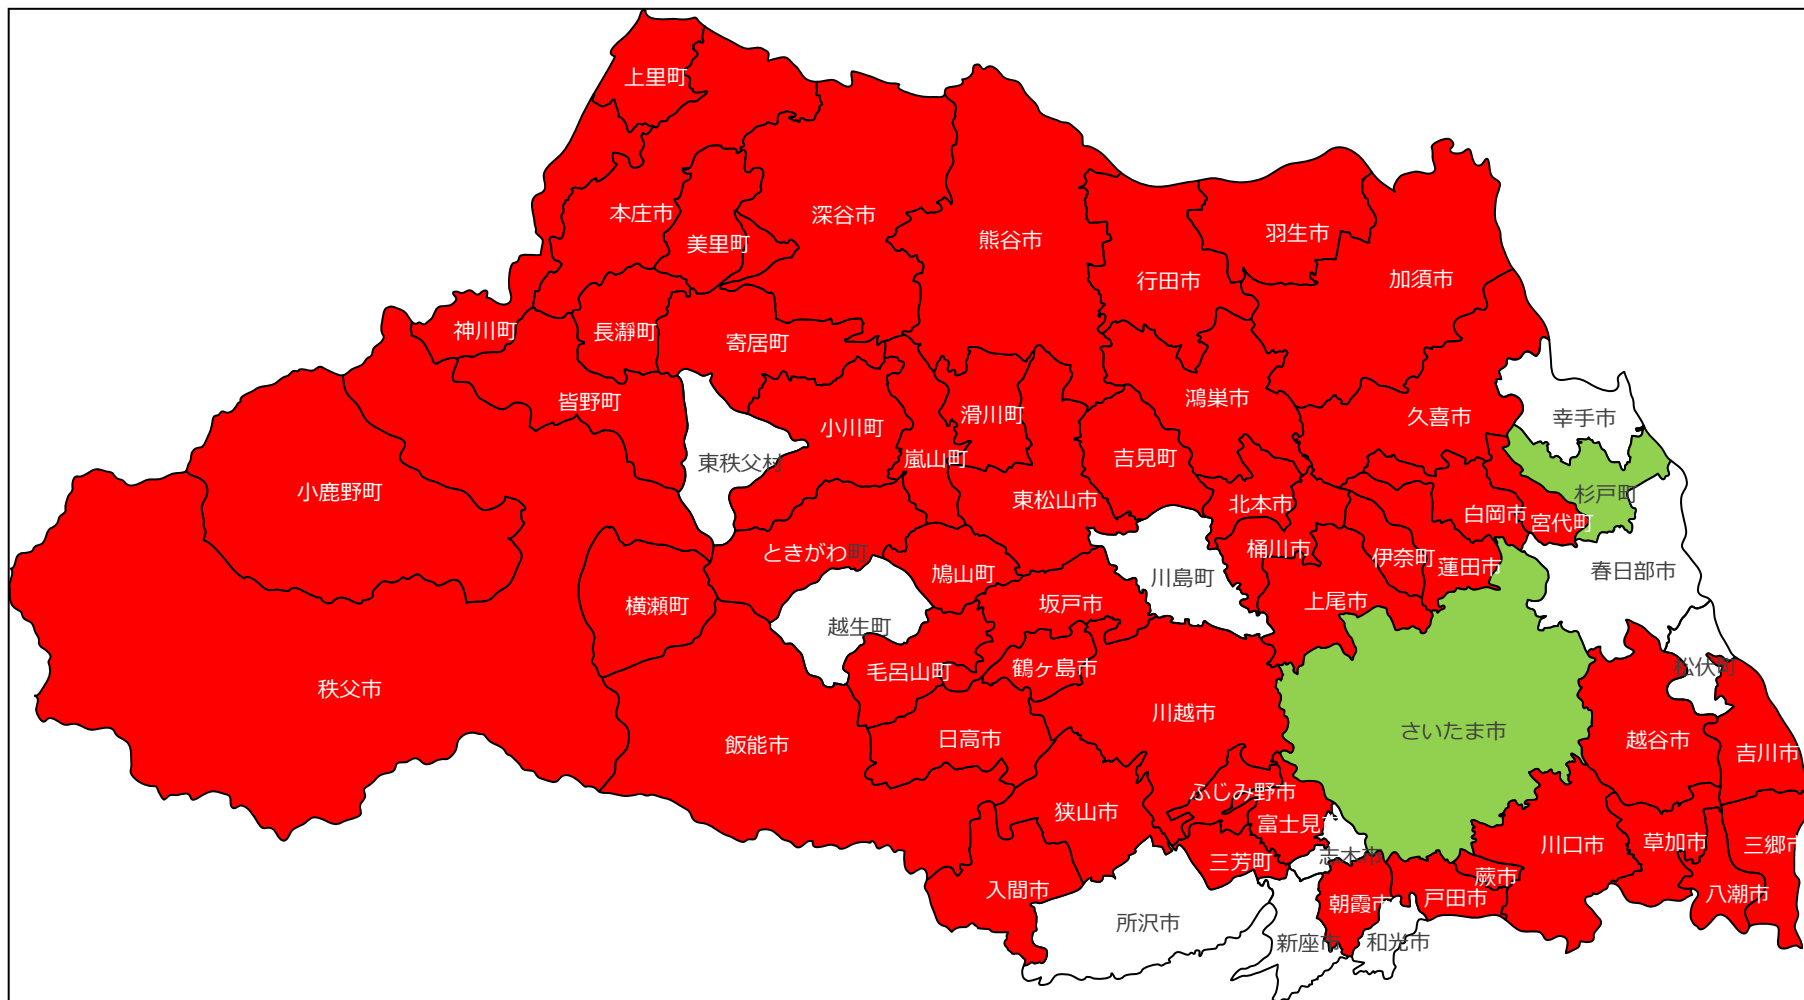 上里町
本庄市
美里町
深谷市
熊谷市
行田市
羽生市
加須市
神川町
長瀞町
寄居町
皆野町
小川町
滑川町
鴻巣市
久喜市
幸手市
東秩父村
嵐山町
吉見町
小鹿野町
東松山市
北本市
白岡市
宮代町
杉戸町
ときがわ町
鳩山町
川島町
桶川市
伊奈町
蓮田市
春日部市
横瀬町
越生町
坂戸市
上尾市
秩父市
毛呂山町
鶴ヶ島市
松伏町
飯能市
日高市
川越市
さいたま市
越谷市
吉川市
狭山市
ふじみ野市
富士見
三芳町
志木市
川口市
草加市
三郷市
入間市
朝霞市
戸田市
蕨市
八潮市
所沢市
新座市
和光市